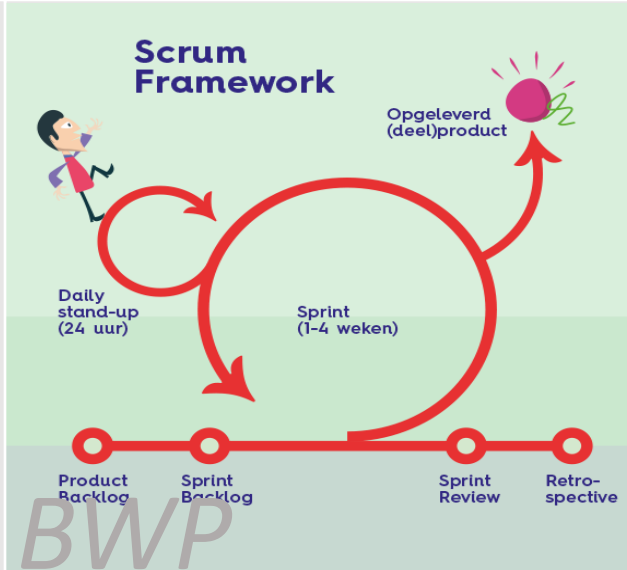 Scrum
Framework
Opgeleverd
(deel)product
Daily
stand-up
(24 uur)
Sprint
(1-4 weken)
Product
Backlog
Sprint
Backlog
Sprint
Review
Retro-
spective
BWP